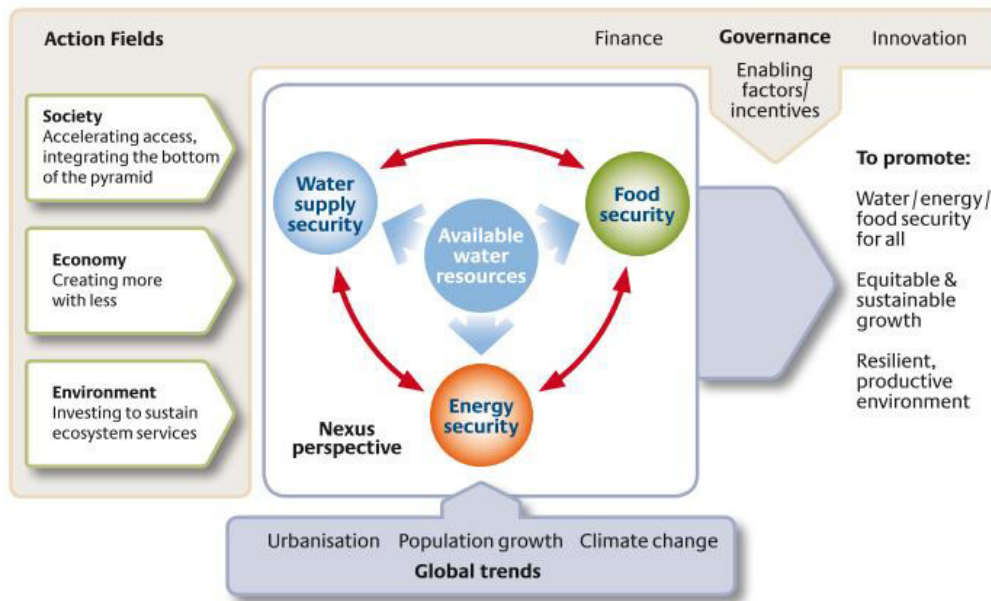 Action Fields
Finance
Governance
Innovation
Enabling
factors/
incentives
Society
Accelerating access,
integrating the bottom
of the pyramid
Economy
Creating more
with less
Environment
Investing to sustain
ecosystem services
Water
supply
security
Food
security
Available
water
resources
Energy
security
Nexus
perspective
To promote:
Water/energy/
food security
for all
Equitable &
sustainable
growth
Resilient,
productive
environment
Urbanisation
Population growth
Climate change
Global trends